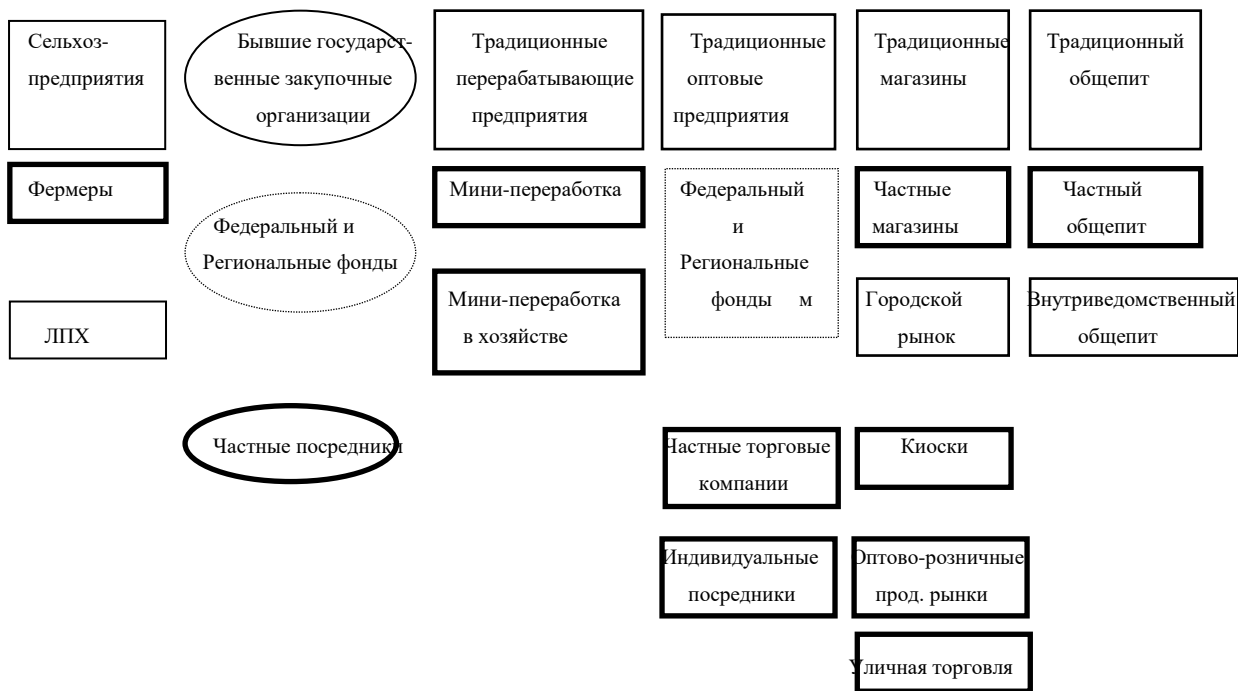 Сельхоз-
предприятия
Бывшие государст-
венные закупочные
организации
Традиционные
перерабатывающие
предприятия
Традиционные
оптовые
предприятия
Традиционные
магазины
Традиционный
общепит
Фермеры
Федеральный и
Региональные фонды
Мини-переработка
Федеральный
и
Региональные
фонды м
Частные
магазины
Частный
общепит
ЛПХ
Мини-переработка
в хозяйстве
Городской
рынок
Внутриведомственный
общепит
Частные посредники
Частные торговые
компании
Киоски
Индивидуальные
посредники
Оптово-розничные
прод. рынки
Уличная торговля